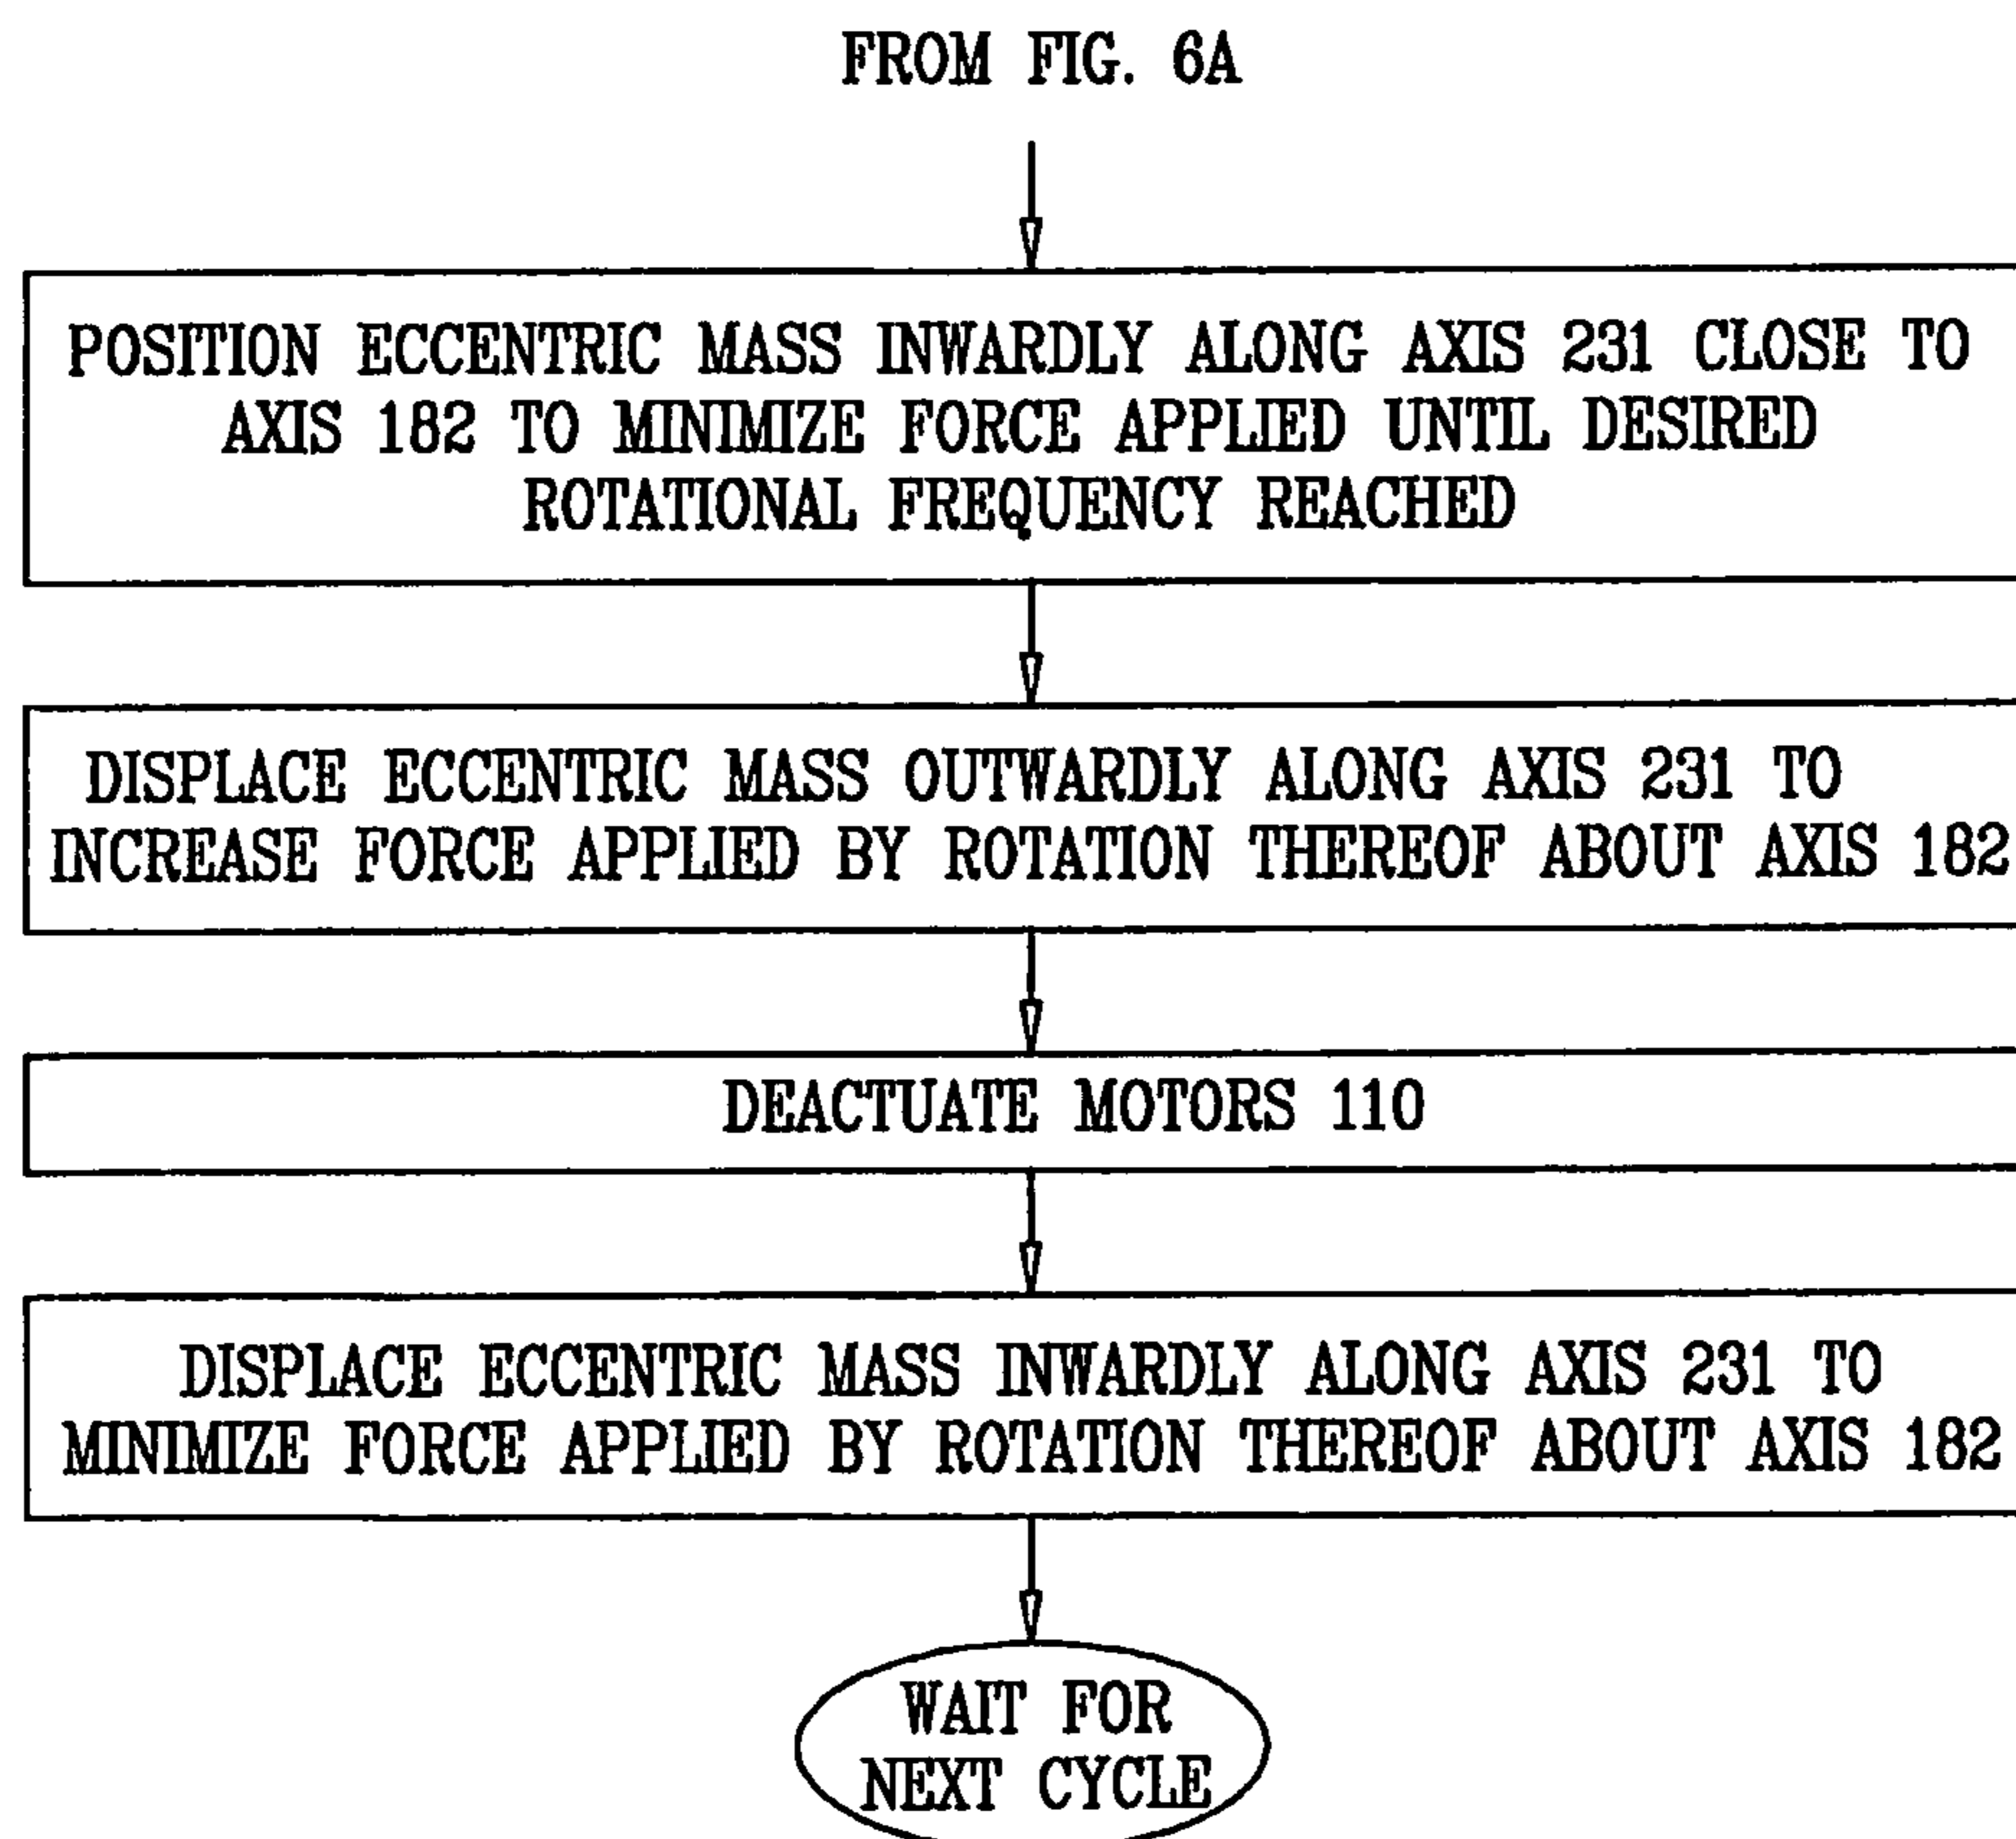 FROM FIG. 6A
POSITION ECCENTRIC MASS INWARDLY ALONG AXIS 231 CLOSE TO
AXIS 182 TO MINIMIZE FORCE APPLIED UNTIL DESIRED
ROTATIONAL FREQUENCY REACHED
DISPLACE ECCENTRIC MASS OUTWARDLY ALONG AXIS 231 TO
INCREASE FORCE APPLIED BY ROTATION THEREOF ABOUT AXIS 182
DEACTUATE MOTORS 110
DISPLACE ECCENTRIC MASS INWARDLY ALONG AXIS 231 TO
MINIMIZE FORCE APPLIED BY ROTATION THEREOF ABOUT AXIS 182
WAIT FOR
NEXT CYCLE